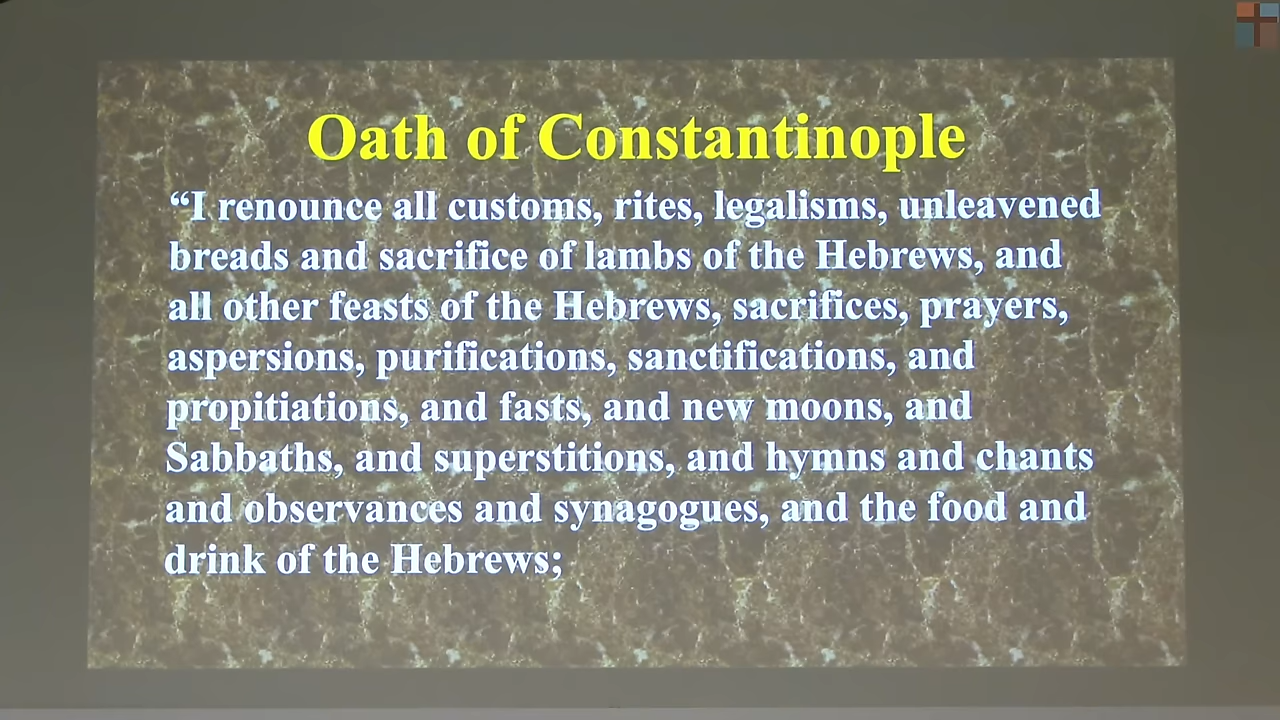 Oath of Constantinople
“I renounce all customs, rites, legalisms, unleavened
breads and sacrifice of lambs of the Hebrews, and
all other feasts of the Hebrews, sacrifices, prayers,
aspersions, purifications, sanctifications, and
propitiations, and fasts, and new moons, and
Sabbaths, and superstitions, and hymns and chants
and observances and synagogues, and the food and
drink of the Hebrews;